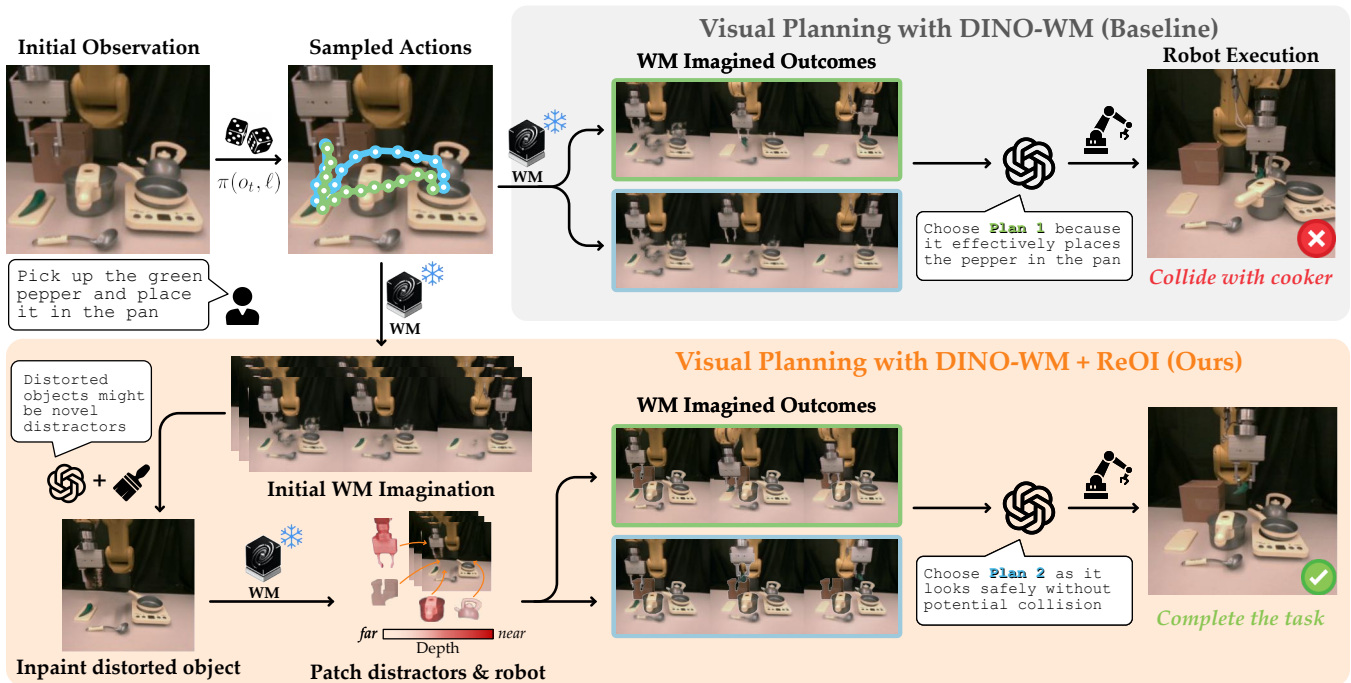 Visual Planning with DINO-WM (Baseline)
Initial Observation
Sampled Actions
WM Imagined Outcomes
Robot Execution
π(o_t, ℓ)
WM
Choose Plan 1 because
it effectively places
the pepper in the pan
Collide with cooker
Pick up the green
pepper and place
it in the pan
WM
Visual Planning with DINO-WM + ReOI (Ours)
Distorted
objects might
be novel
distractors
+
Initial WM Imagination
WM Imagined Outcomes
WM
far
near
Depth
Choose Plan 2 as it
looks safely without
potential collision
Complete the task
Inpaint distorted object
Patch distractors & robot